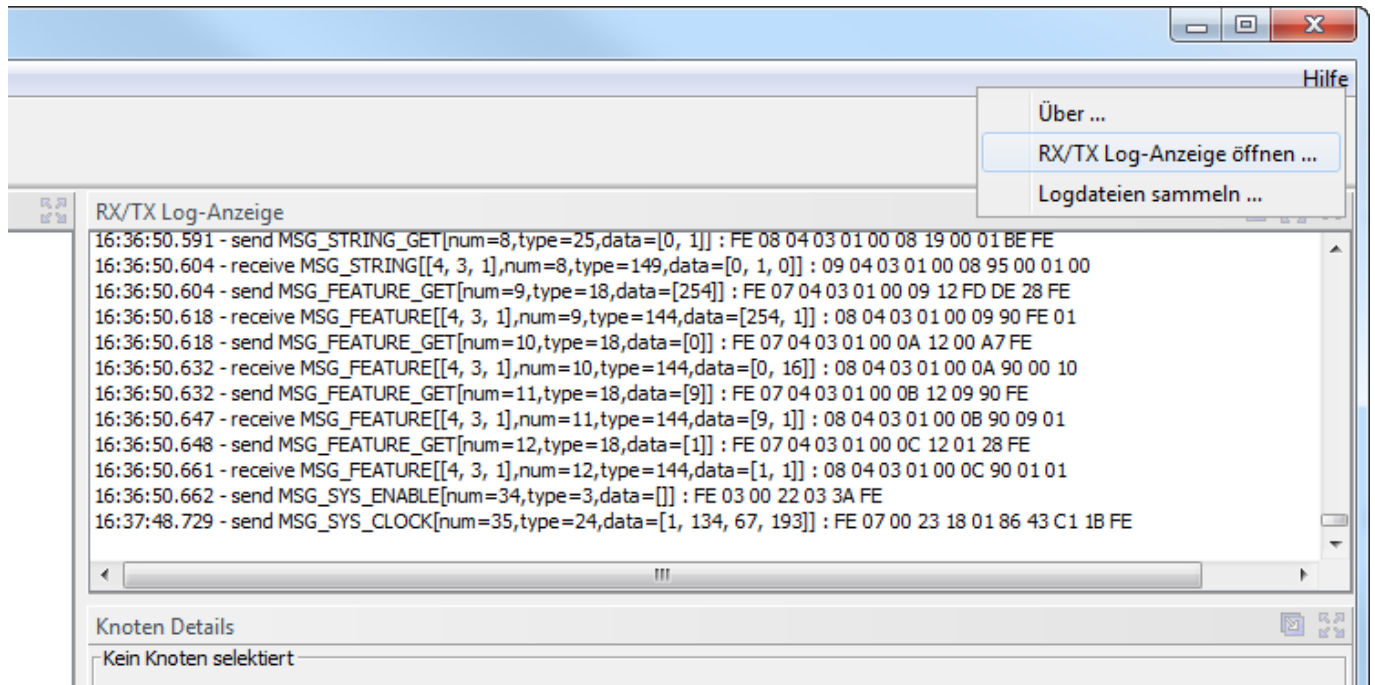 Hilfe
Über ...
RX/TX Log-Anzeige öffnen ...
Logdateien sammeln ...
RX/TX Log-Anzeige
16:36:50.591 - send MSG_STRING_GET[num=8,type=25,data=[0, 1]] : FE 08 04 03 01 00 08 19 00 01 BE FE
16:36:50.604 - receive MSG_STRING[[4, 3, 1],num=8,type=149,data=[0, 1, 0]] : 09 04 03 01 00 08 95 00 01 00
16:36:50.604 - send MSG_FEATURE_GET[num=9,type=18,data=[254]] : FE 07 04 03 01 00 09 12 FD DE 28 FE
16:36:50.618 - receive MSG_FEATURE[[4, 3, 1],num=9,type=144,data=[254, 1]] : 08 04 03 01 00 09 90 FE 01
16:36:50.618 - send MSG_FEATURE_GET[num=10,type=18,data=[0]] : FE 07 04 03 01 00 0A 12 00 A7 FE
16:36:50.632 - receive MSG_FEATURE[[4, 3, 1],num=10,type=144,data=[0, 16]] : 08 04 03 01 00 0A 90 00 10
16:36:50.632 - send MSG_FEATURE_GET[num=11,type=18,data=[9]] : FE 07 04 03 01 00 0B 12 09 90 FE
16:36:50.647 - receive MSG_FEATURE[[4, 3, 1],num=11,type=144,data=[9, 1]] : 08 04 03 01 00 0B 90 09 01
16:36:50.648 - send MSG_FEATURE_GET[num=12,type=18,data=[1]] : FE 07 04 03 01 00 0C 12 01 28 FE
16:36:50.661 - receive MSG_FEATURE[[4, 3, 1],num=12,type=144,data=[1, 1]] : 08 04 03 01 00 0C 90 01 01
16:36:50.662 - send MSG_SYS_ENABLE[num=34,type=3,data=[]] : FE 03 00 22 03 3A FE
16:37:48.729 - send MSG_SYS_CLOCK[num=35,type=24,data=[1, 134, 67, 193]] : FE 07 00 23 18 01 86 43 C1 1B FE
Knoten Details
Kein Knoten selektiert